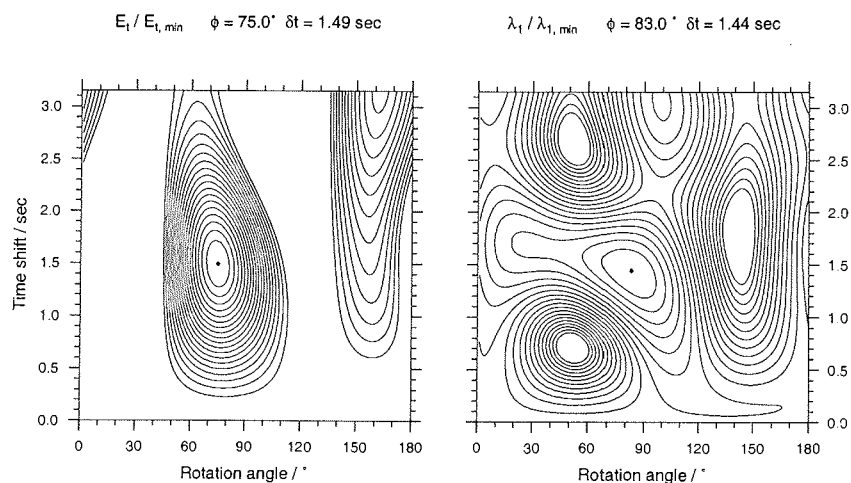 E_t / E_t, min   ϕ = 75.0 ° δt = 1.49 sec
λ_1 / λ_1, min   ϕ = 83.0 ° δt = 1.44 sec
3.0
2.5
2.0
1.5
1.0
0.5
0.0
Time shift / sec
0 30 60 90 120 150 180
Rotation angle / °
3.0
2.5
2.0
1.5
1.0
0.5
0.0
0 30 60 90 120 150 180
Rotation angle / °